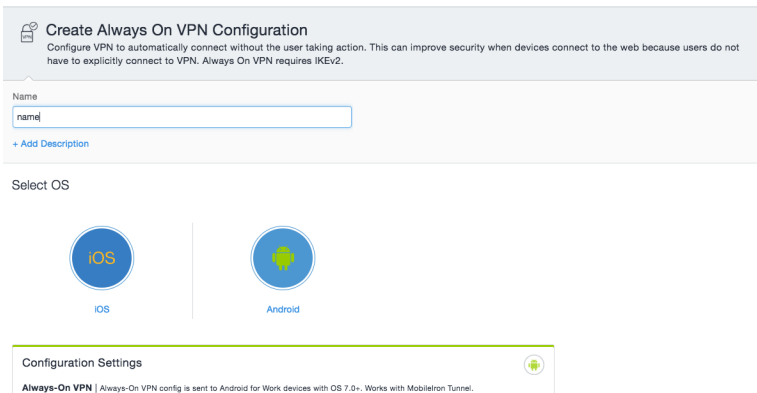 VPN
Create Always On VPN Configuration
Configure VPN to automatically connect without the user taking action. This can improve security when devices connect to the web because users do not
have to explicitly connect to VPN. Always On VPN requires IKEv2.
Name
name
+ Add Description
Select OS
iOS
iOS
Android
Configuration Settings
Always-On VPN | Always-On VPN config is sent to Android for Work devices with OS 7.0+. Works with MobileIron Tunnel.